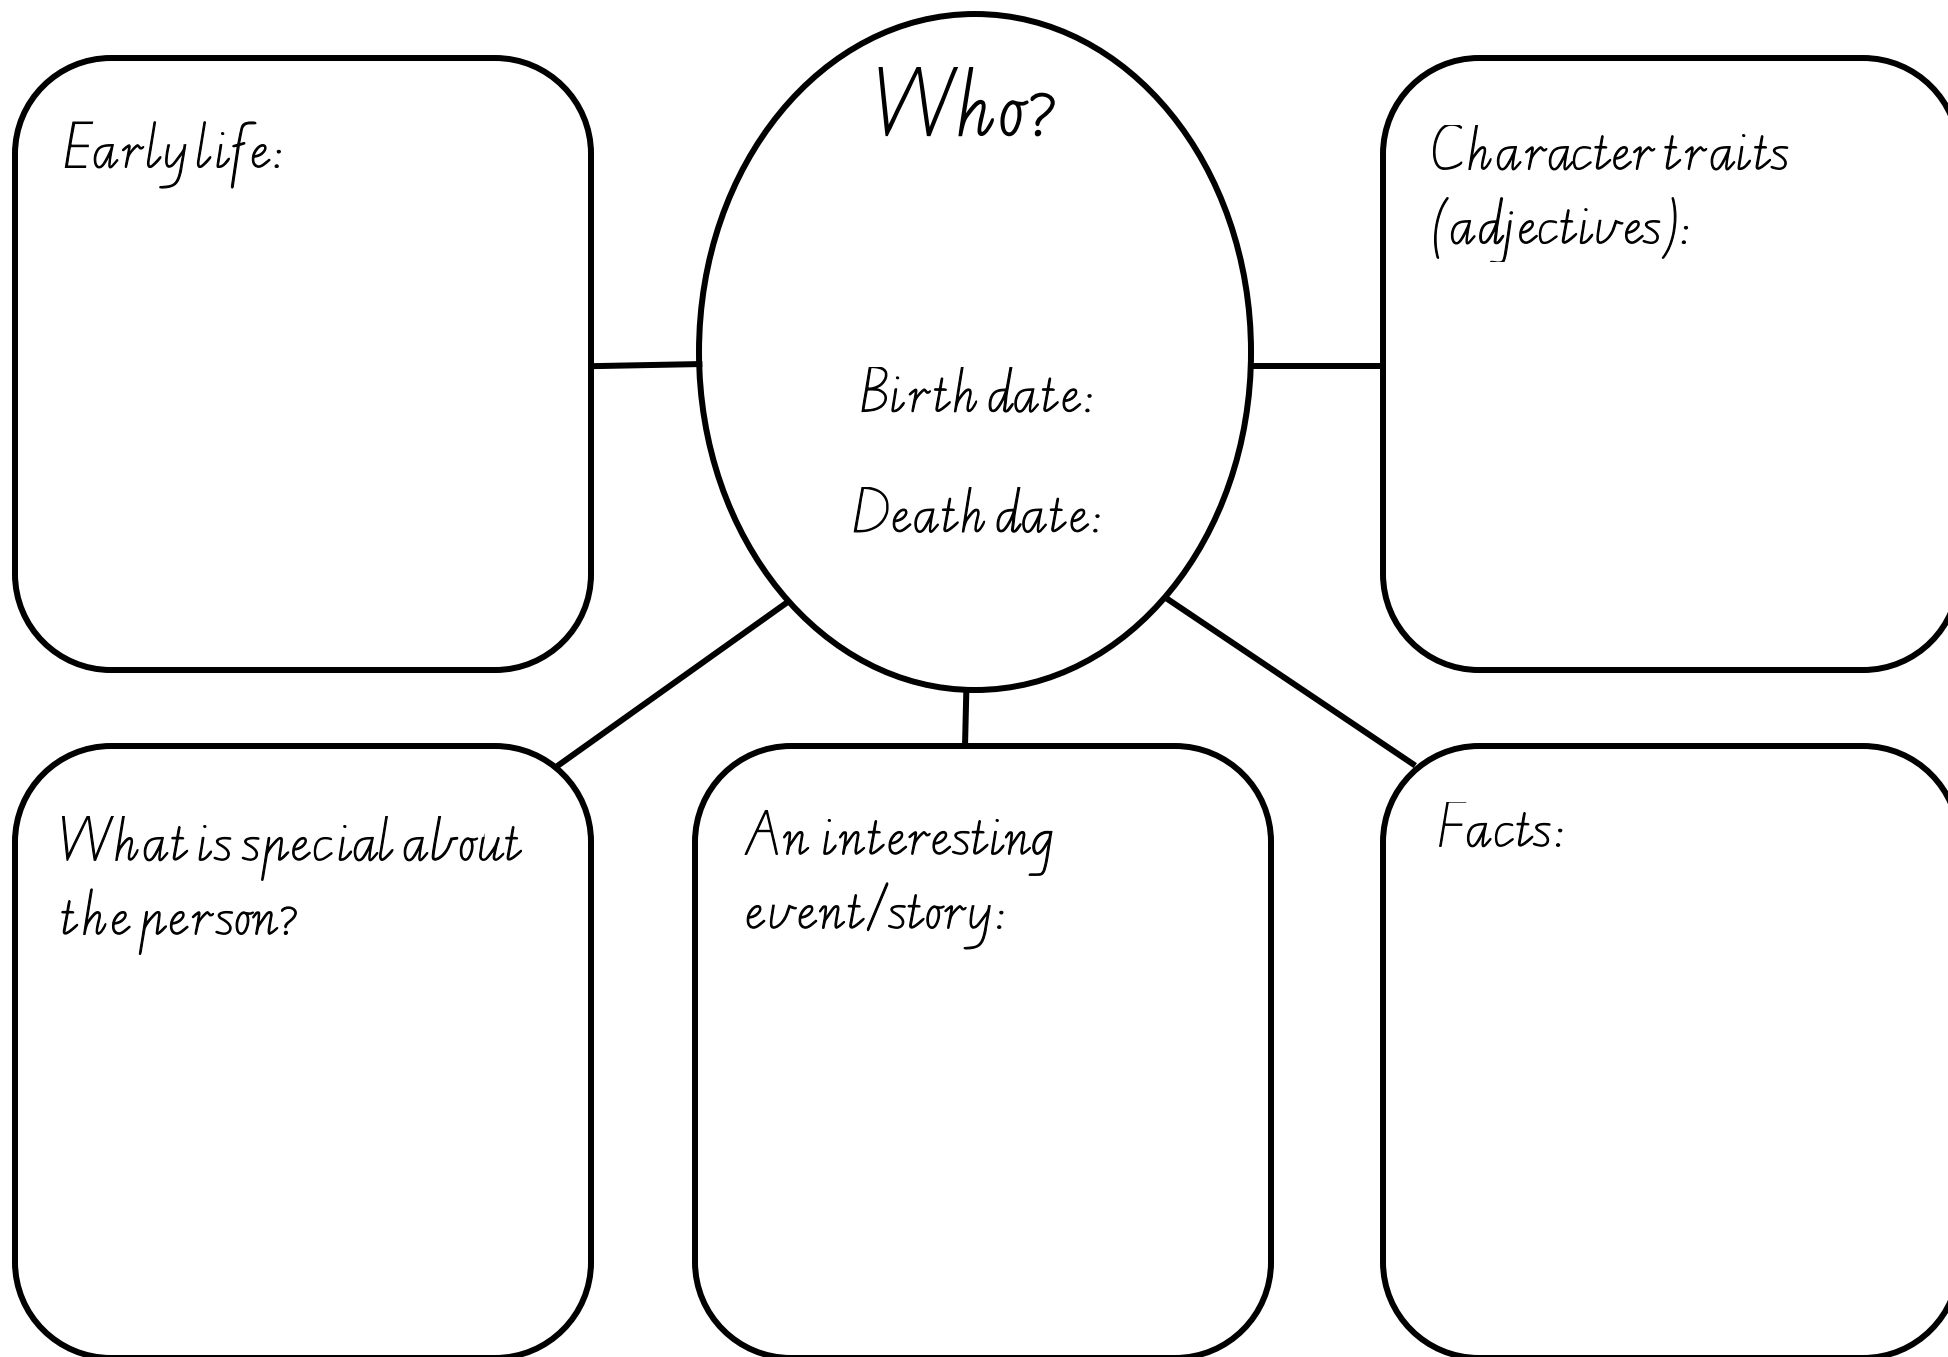 Who?
Early life:
Character traits
(adjectives):
Birth date:
Death date:
What is special about
the person?
An interesting
event/story:
Facts: